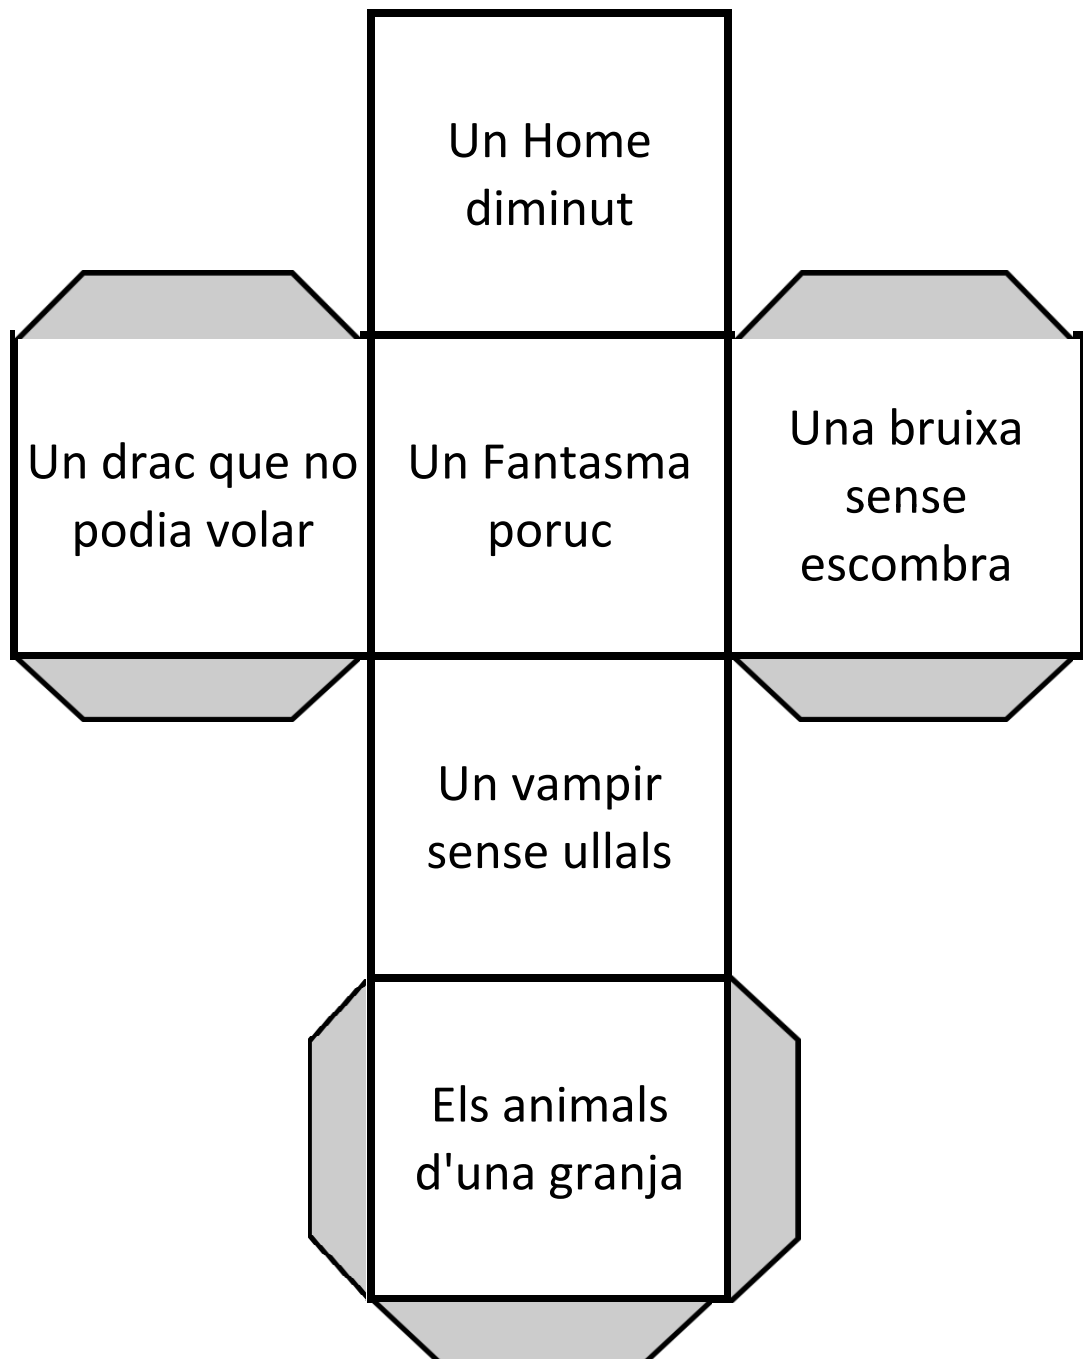 Un Home
diminut
Un drac que no
podia volar
Un Fantasma
poruc
Una bruixa
sense
escombra
Un vampir
sense ullals
Els animals
d'una granja